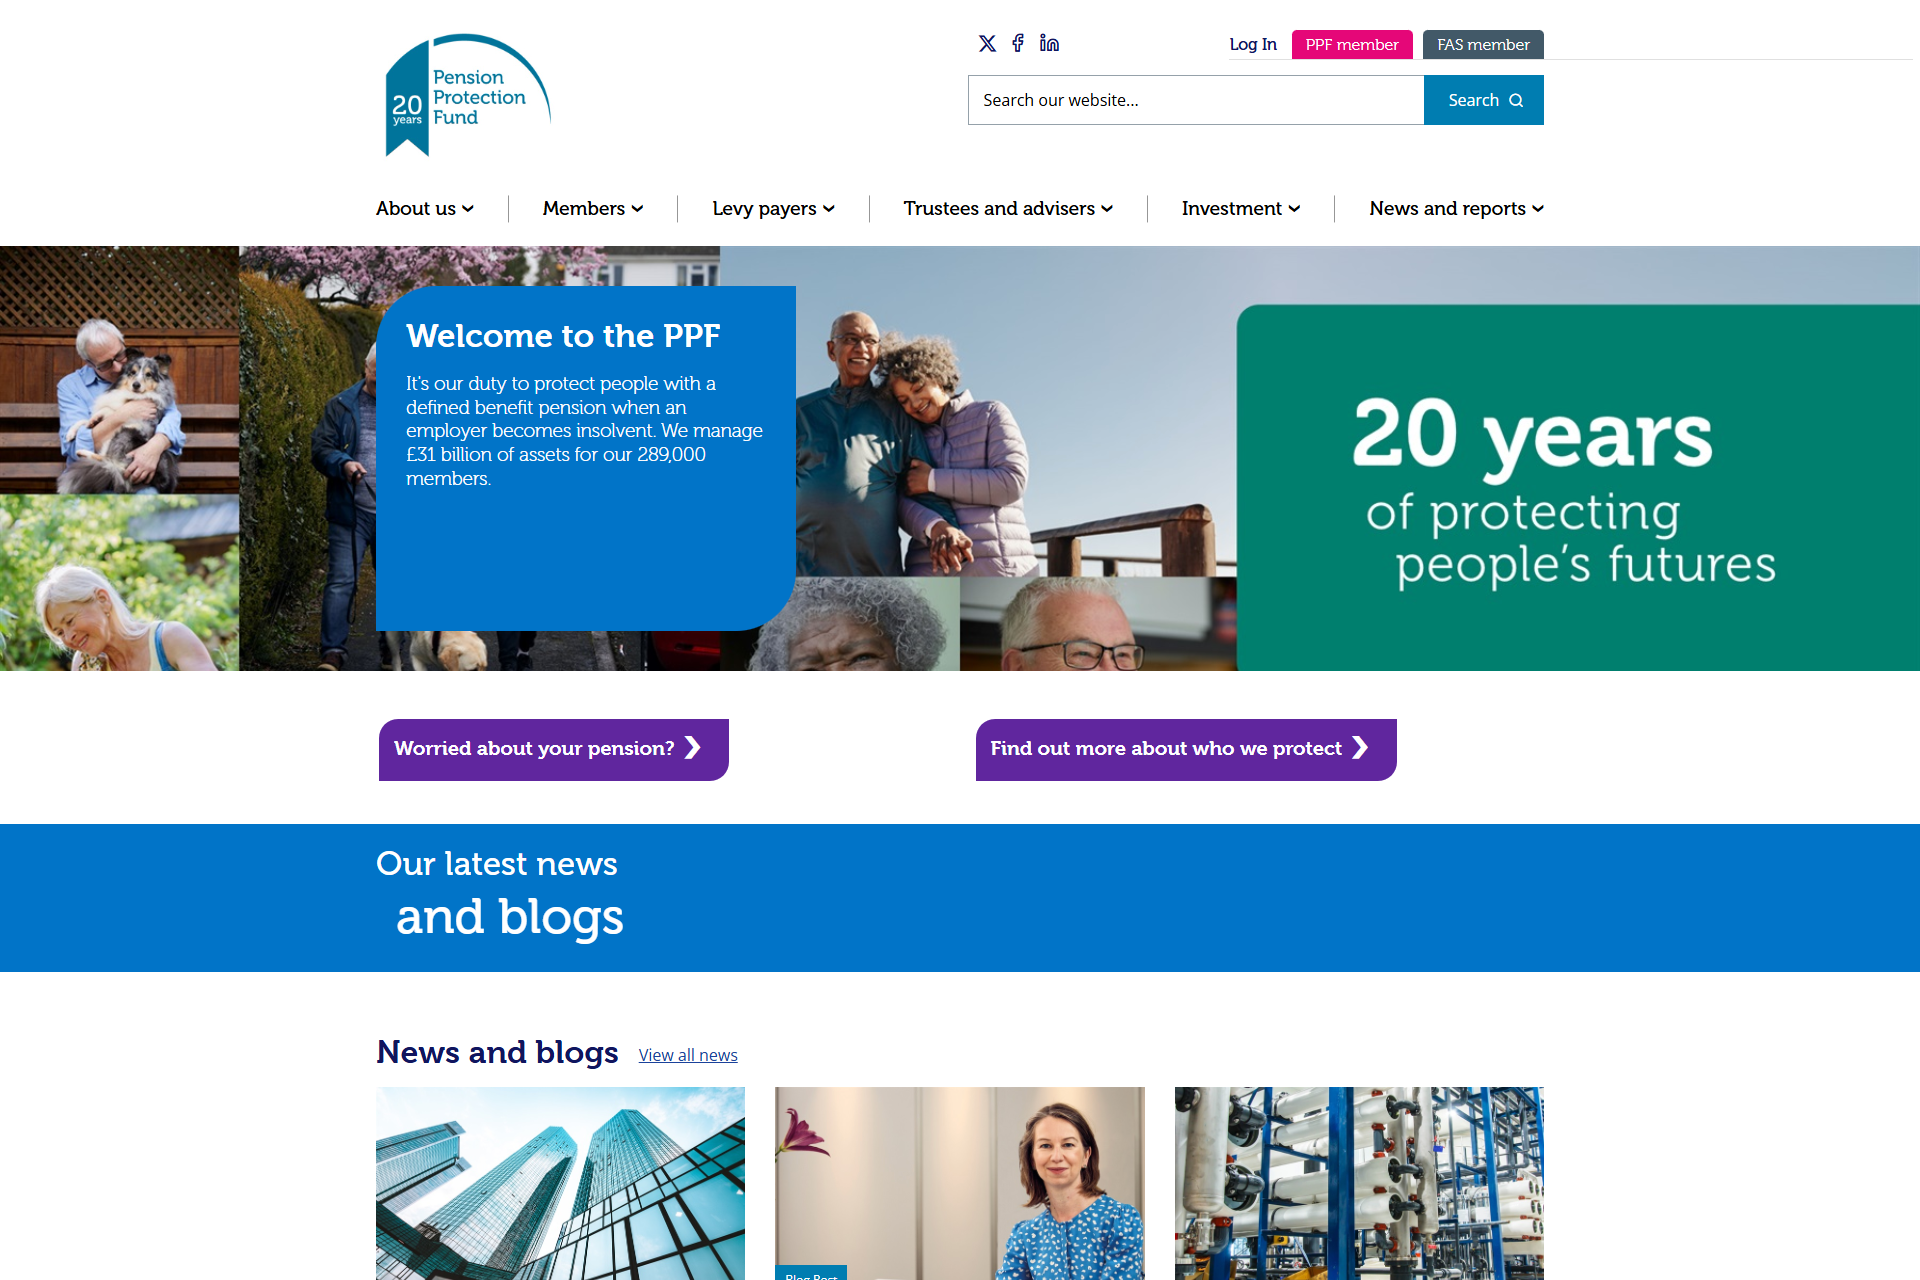 20
years
Pension
Protection
Fund
Log In
PPF member
FAS member
Search our website...
Search
About us
Members
Levy payers
Trustees and advisers
Investment
News and reports
Welcome to the PPF
It's our duty to protect people with a
defined benefit pension when an
employer becomes insolvent. We manage
£31 billion of assets for our 289,000
members.
20 years
of protecting
people's futures
Worried about your pension?
Find out more about who we protect
Our latest news
and blogs
News and blogs
View all news
Blog Post